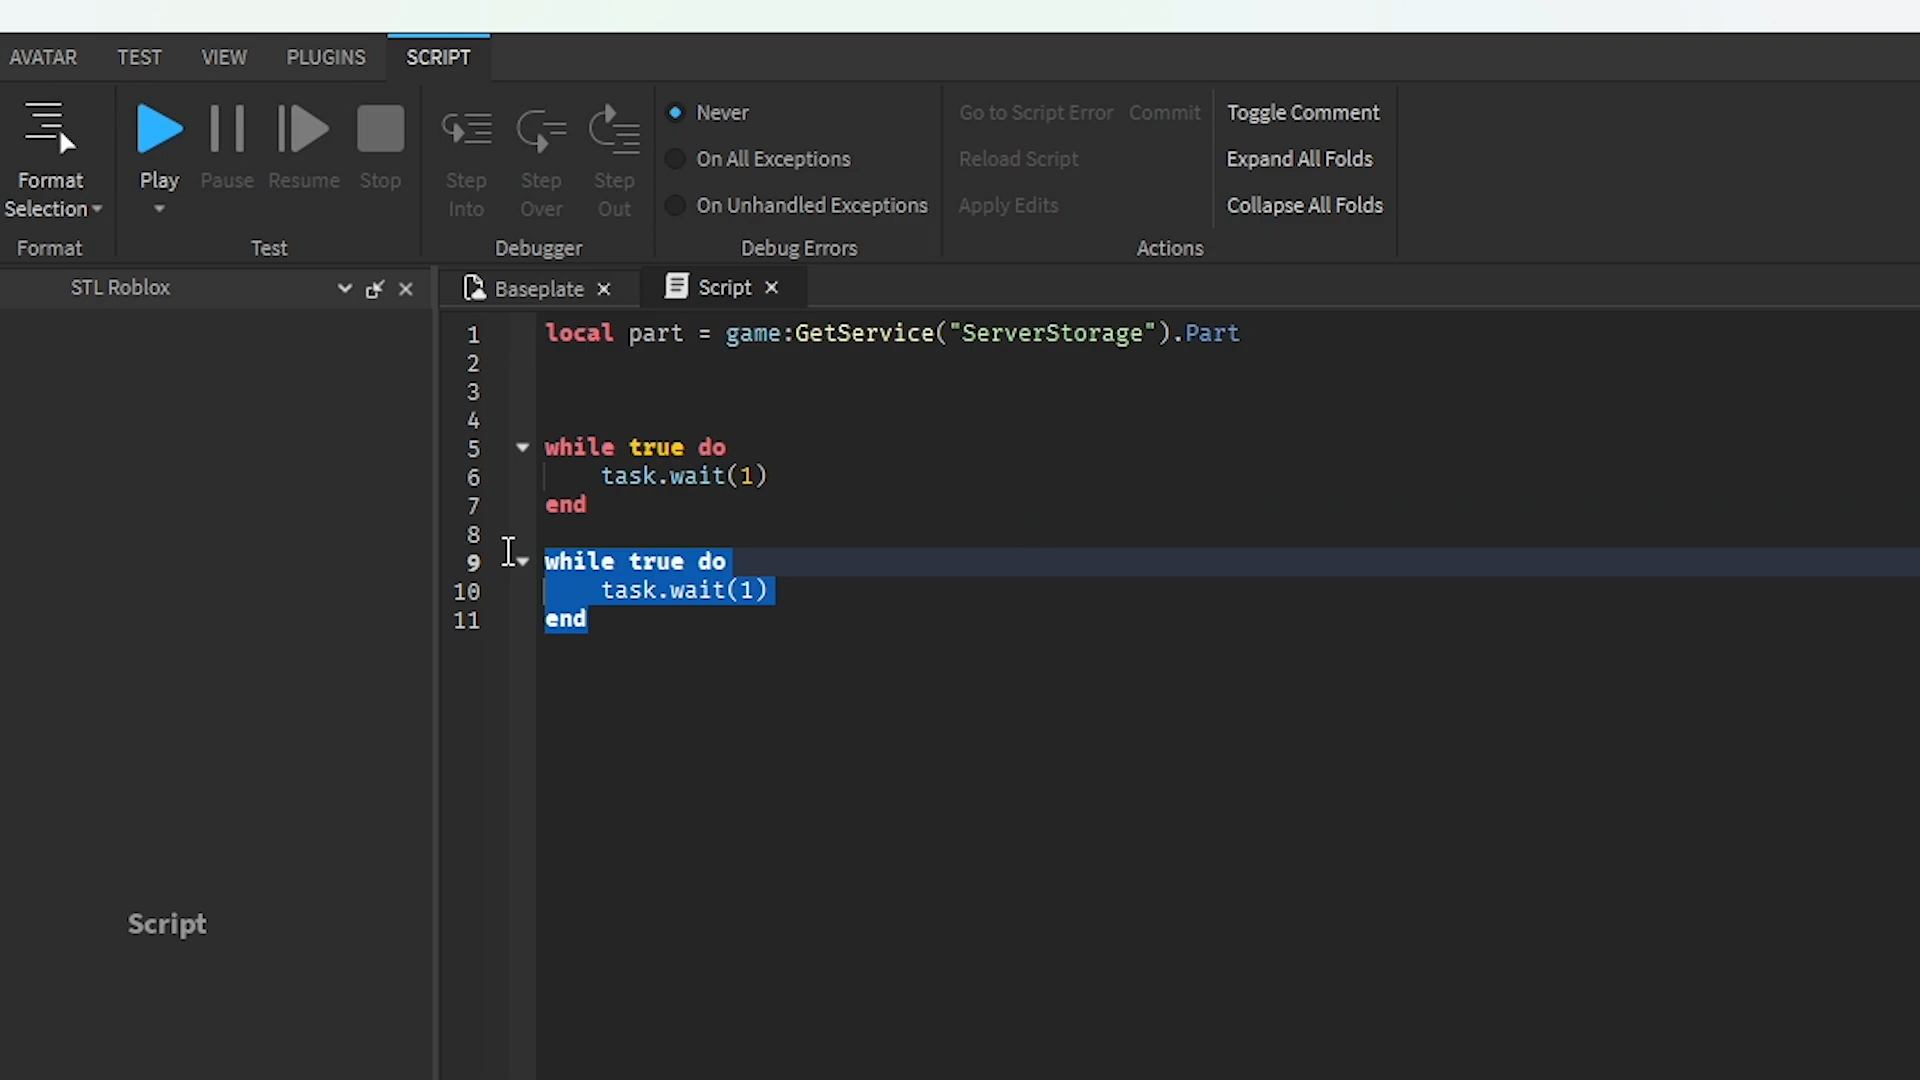 AVATAR TEST VIEW PLUGINS SCRIPT
Format Selection
Play Pause Resume Stop
Step Into
Step Over
Step Out
Never
On All Exceptions
On Unhandled Exceptions
Go to Script Error Commit
Reload Script
Apply Edits
Toggle Comment
Expand All Folds
Collapse All Folds
Format Test Debugger Debug Errors Actions
STL Roblox
Baseplate Script
1 local part = game:GetService("ServerStorage").Part
2
3
4
5 while true do
6 task.wait(1)
7 end
8
9 while true do
10 task.wait(1)
11 end
Script